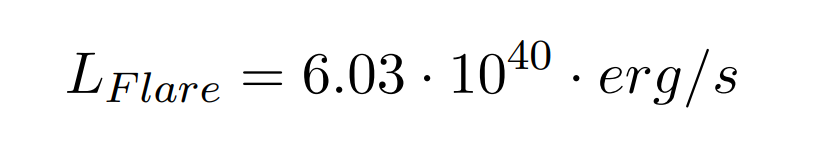 L_{Flare} = 6.03 · 10^{40} · erg/s